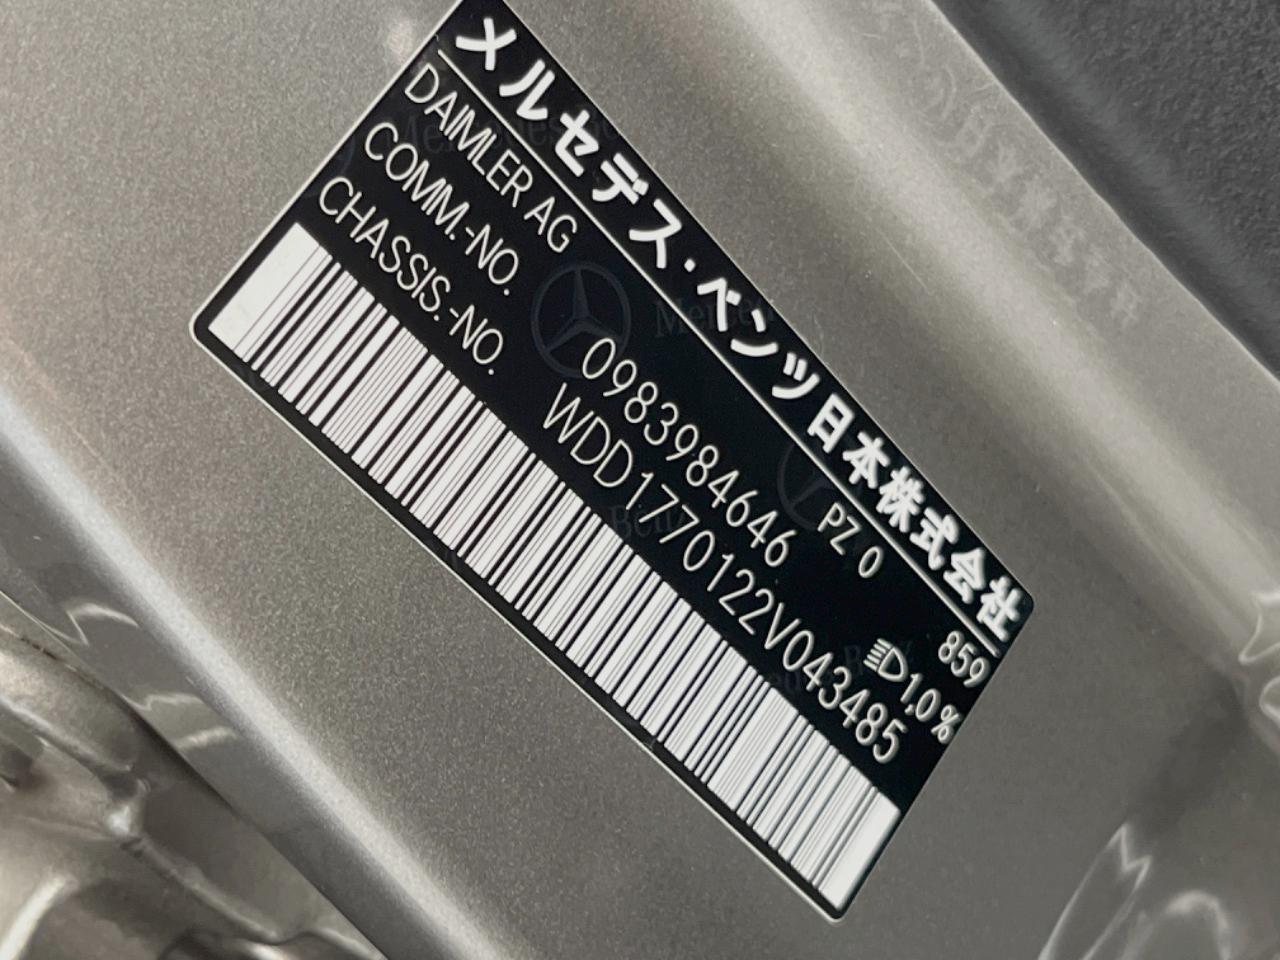 メルセデス・ベンツ日本株式会社
DAIMLER AG 859
COMM.-NO. 0983984646 PZ 0 1,0%
CHASSIS.-NO. WDD1770122V043485